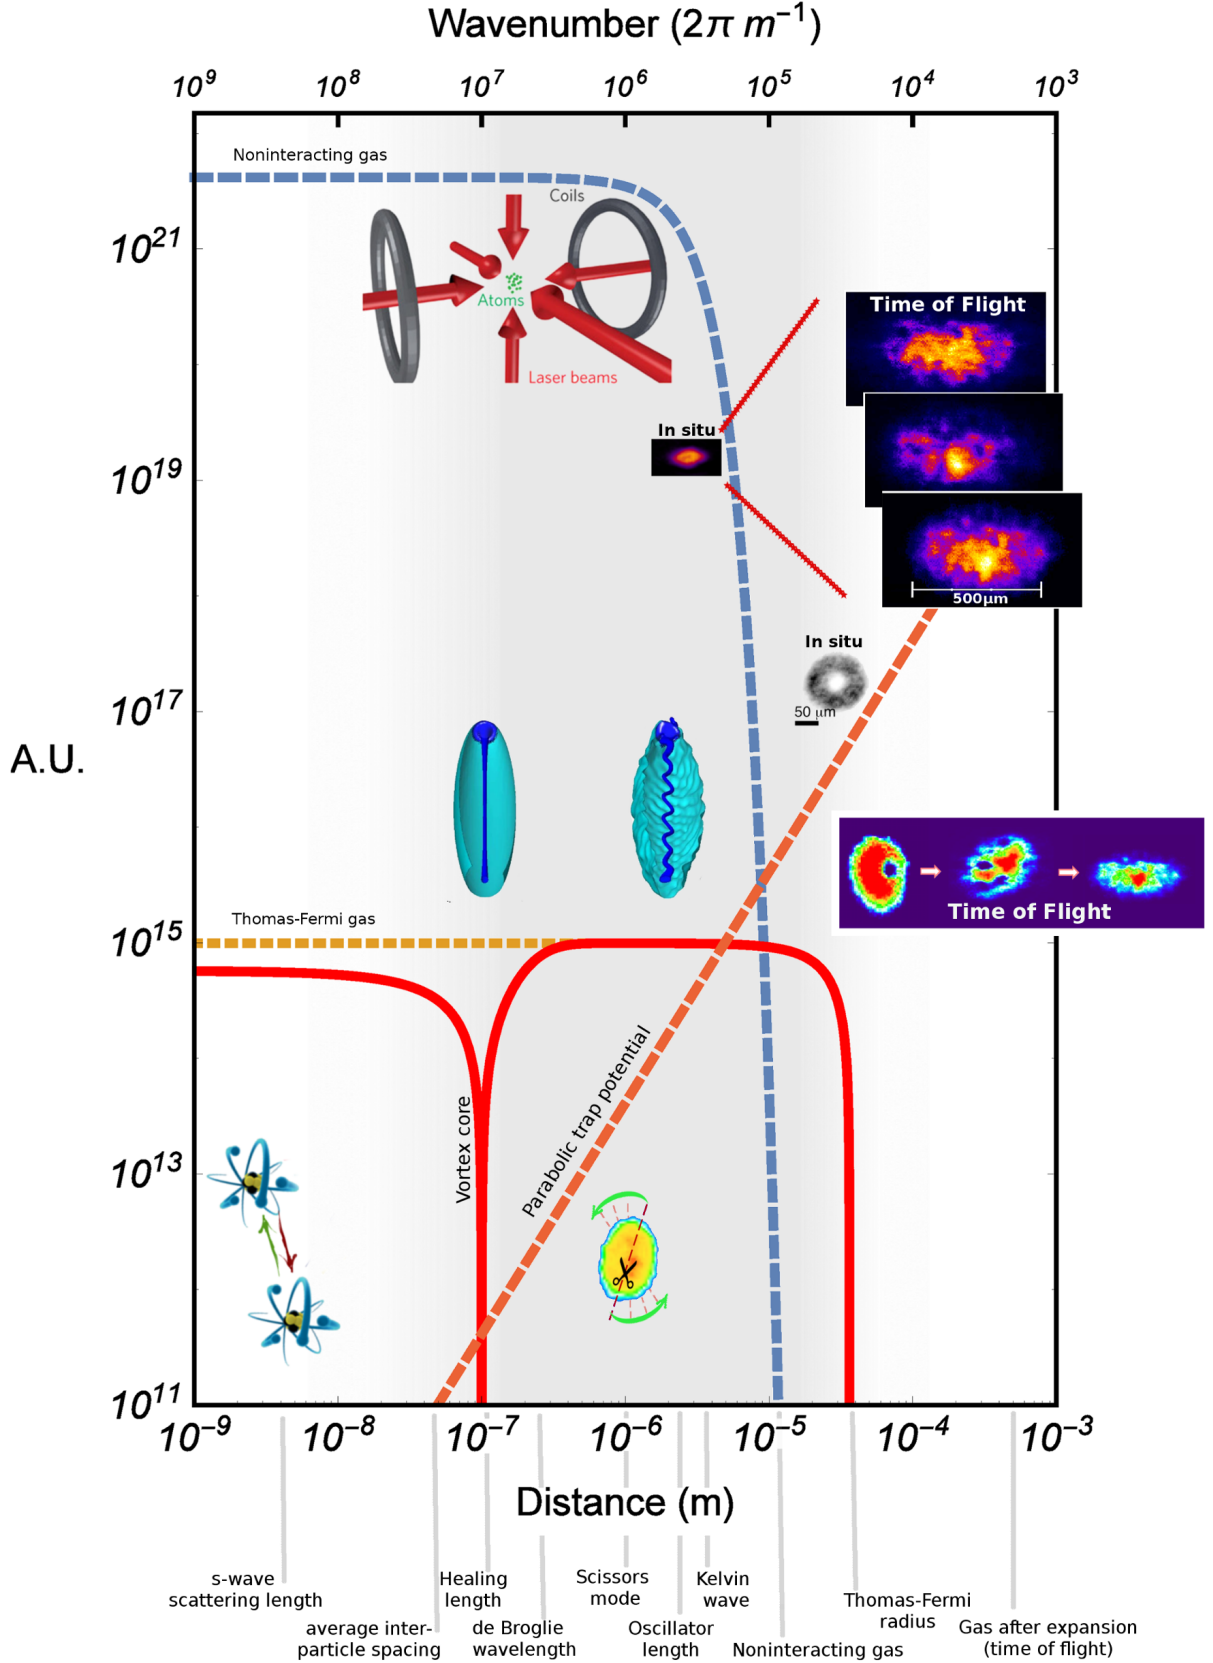 Wavenumber (2π m⁻¹)
10⁹ 10⁸ 10⁷ 10⁶ 10⁵ 10⁴ 10³
Noninteracting gas
Coils
10²¹
Atoms
Laser beams
Time of Flight
In situ
10¹⁹
500μm
In situ
50 μm
10¹⁷
A.U.
Time of Flight
Thomas-Fermi gas
10¹⁵
Parabolic trap potential
Vortex core
10¹³
10¹¹
10⁻⁹ 10⁻⁸ 10⁻⁷ 10⁻⁶ 10⁻⁵ 10⁻⁴ 10⁻³
Distance (m)
s-wave
scattering length
average inter-
particle spacing
Healing
length
de Broglie
wavelength
Scissors
mode
Oscillator
length
Kelvin
wave
Noninteracting gas
Thomas-Fermi
radius
Gas after expansion
(time of flight)